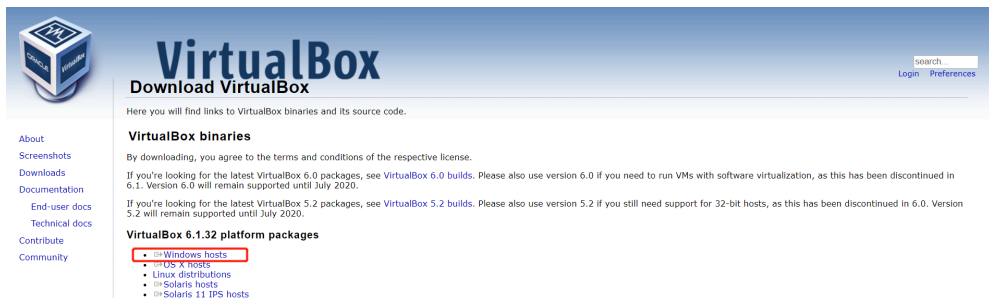 ORACLE
VirtualBox
VirtualBox
search...
Login Preferences
Download VirtualBox
Here you will find links to VirtualBox binaries and its source code.
About
Screenshots
Downloads
Documentation
End-user docs
Technical docs
Contribute
Community
VirtualBox binaries
By downloading, you agree to the terms and conditions of the respective license.
If you're looking for the latest VirtualBox 6.0 packages, see VirtualBox 6.0 builds. Please also use version 6.0 if you need to run VMs with software virtualization, as this has been discontinued in
6.1. Version 6.0 will remain supported until July 2020.
If you're looking for the latest VirtualBox 5.2 packages, see VirtualBox 5.2 builds. Please also use version 5.2 if you still need support for 32-bit hosts, as this has been discontinued in 6.0. Version
5.2 will remain supported until July 2020.
VirtualBox 6.1.32 platform packages
Windows hosts
OS X hosts
Linux distributions
Solaris hosts
Solaris 11 IPS hosts